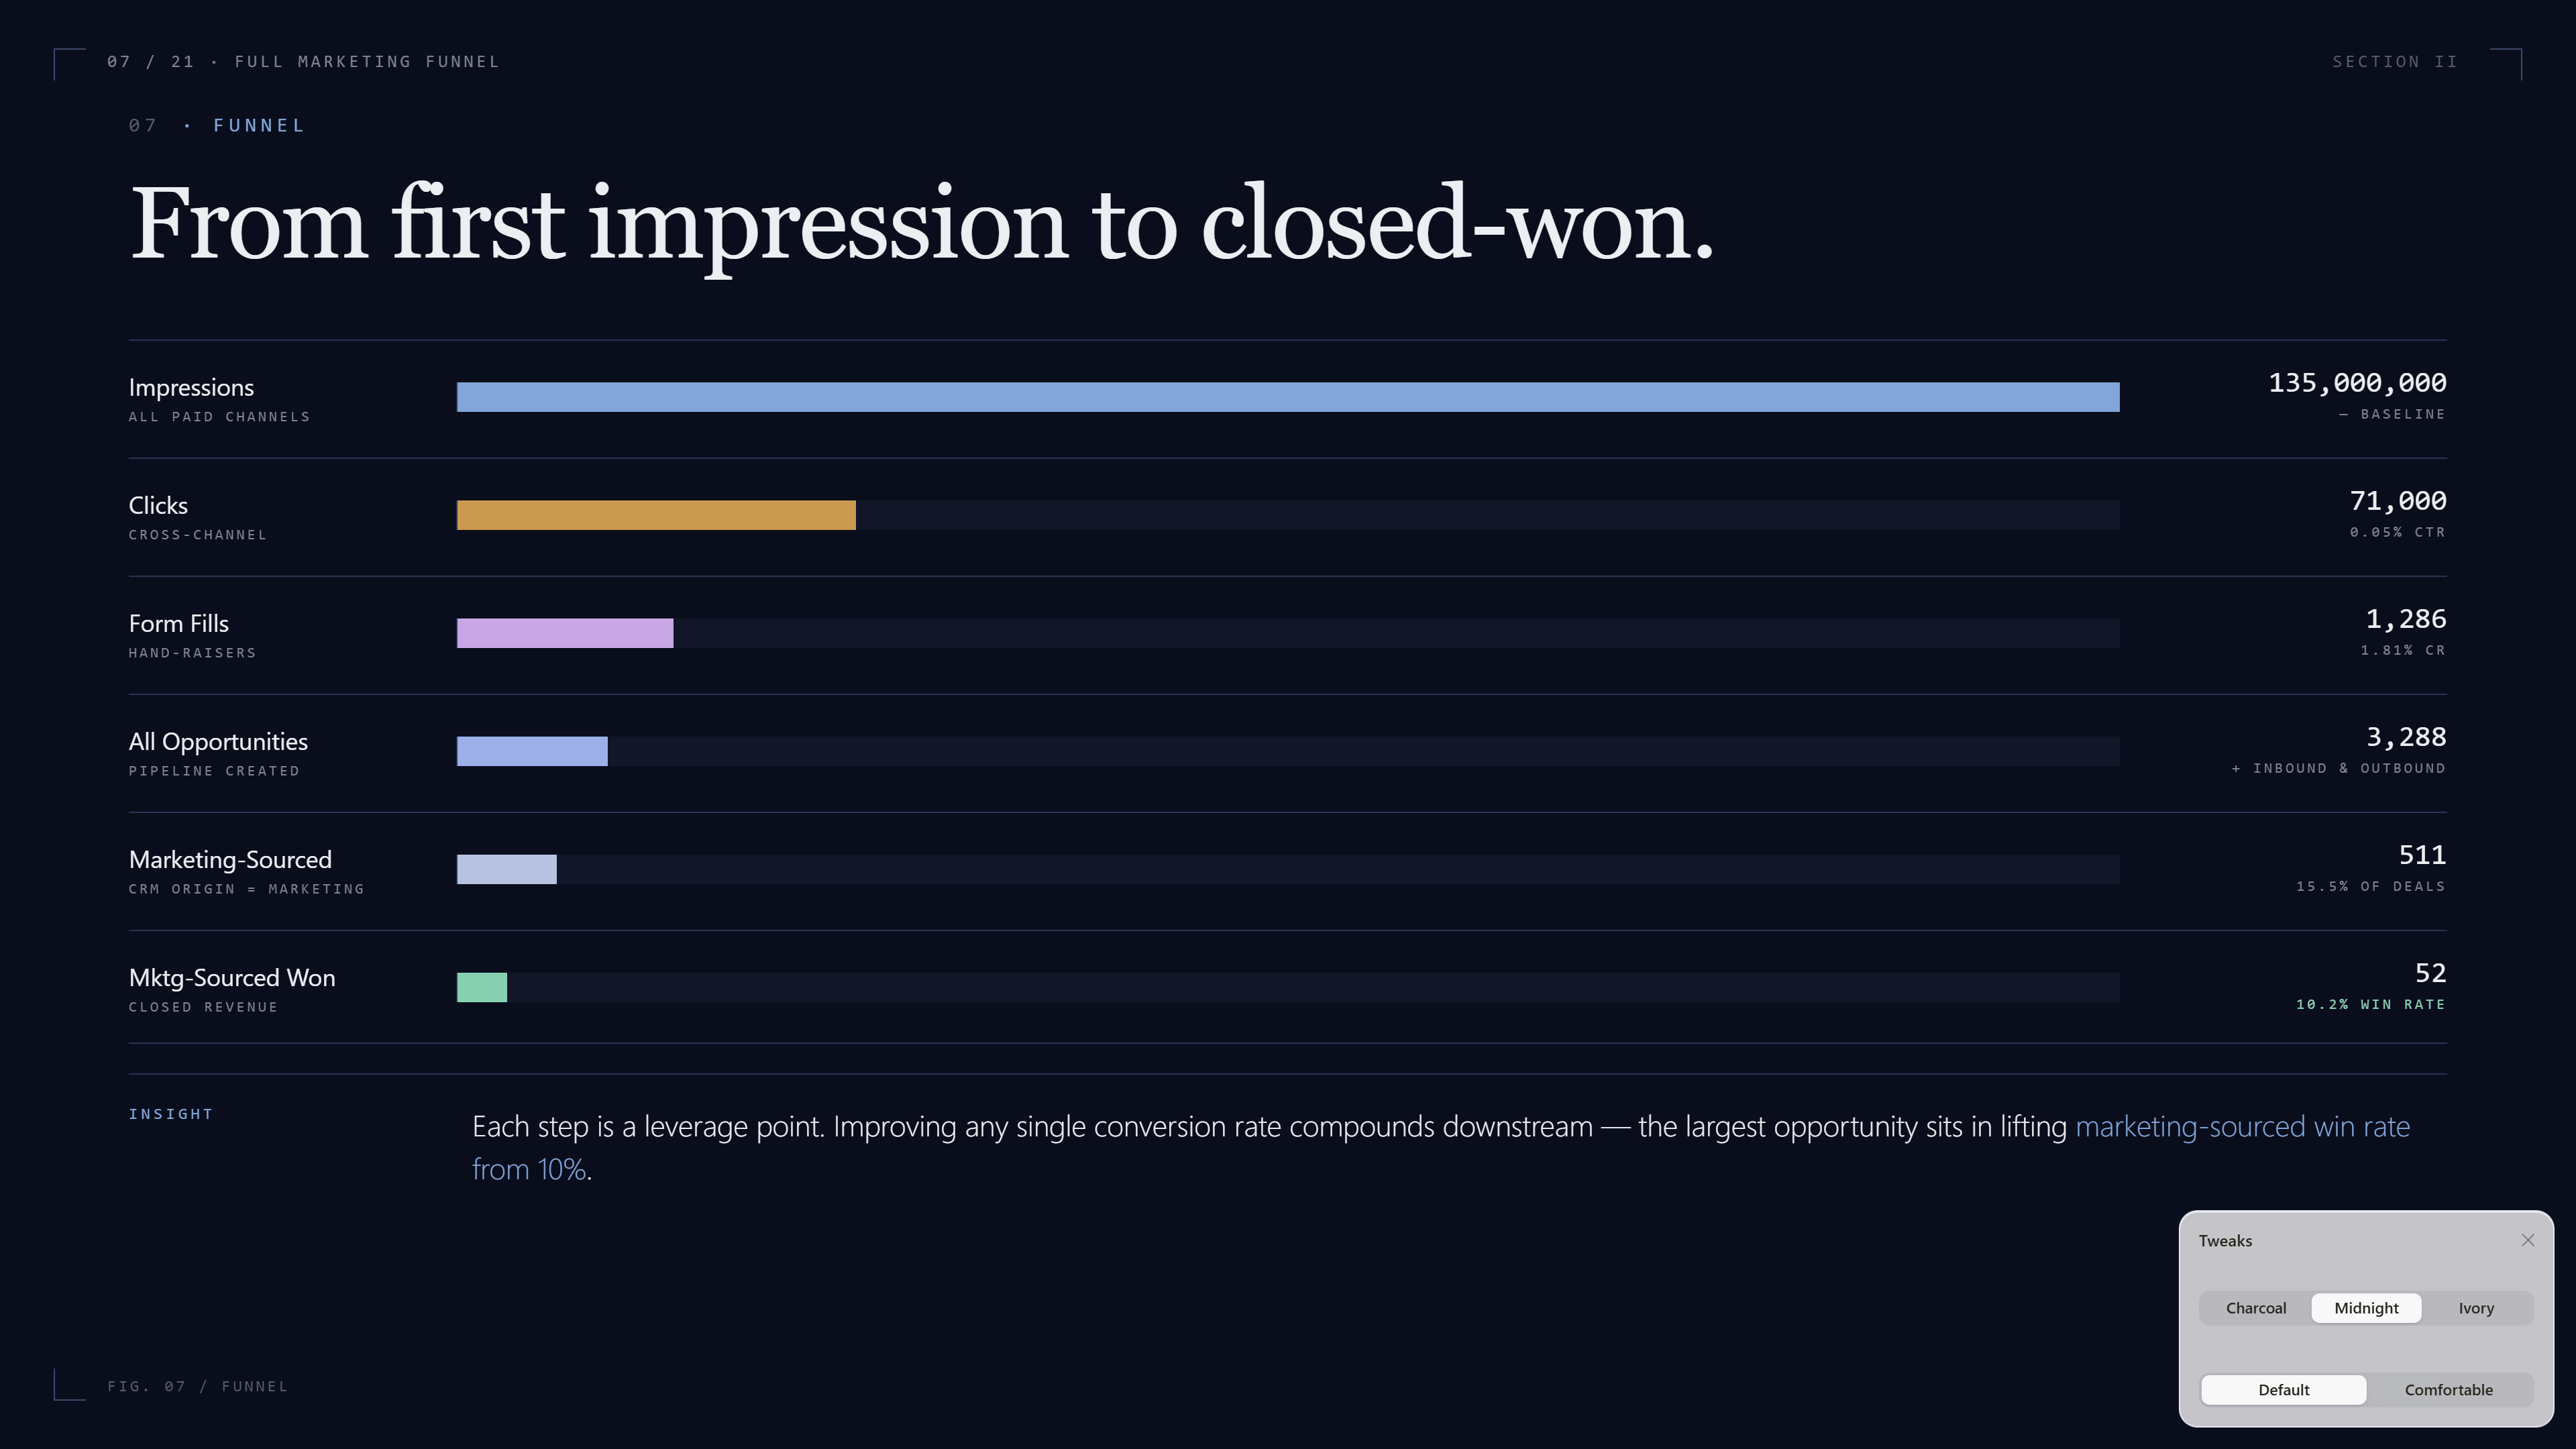 07 / 21 · FULL MARKETING FUNNEL
SECTION II
07 · FUNNEL
From first impression to closed-won.
Impressions
ALL PAID CHANNELS
135,000,000
— BASELINE
Clicks
CROSS-CHANNEL
71,000
0.05% CTR
Form Fills
HAND-RAISERS
1,286
1.81% CR
All Opportunities
PIPELINE CREATED
3,288
+ INBOUND & OUTBOUND
Marketing-Sourced
CRM ORIGIN = MARKETING
511
15.5% OF DEALS
Mktg-Sourced Won
CLOSED REVENUE
52
10.2% WIN RATE
INSIGHT
Each step is a leverage point. Improving any single conversion rate compounds downstream — the largest opportunity sits in lifting marketing-sourced win rate
from 10%.
Tweaks
Charcoal Midnight Ivory
Default Comfortable
FIG. 07 / FUNNEL